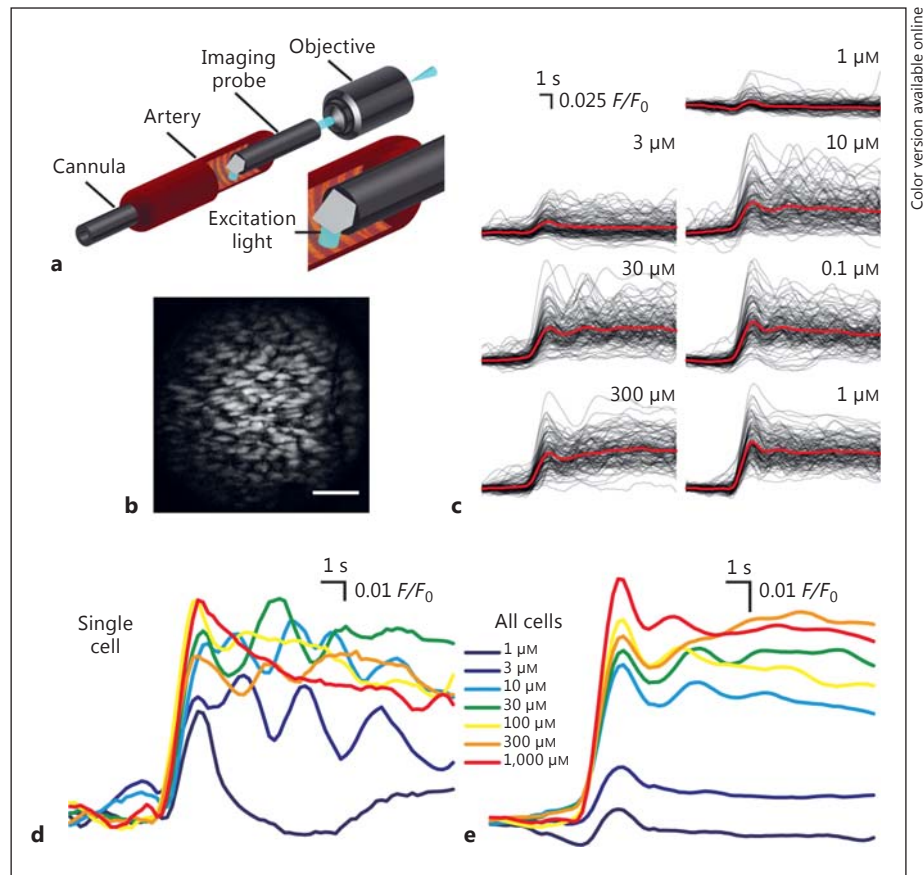 Color version available online
Objective
Imaging
probe
Artery
Cannula
Excitation
light
a
b
1 s
0.025 F/F₀
1 µM
3 µM
10 µM
30 µM
0.1 µM
300 µM
1 µM
c
Single
cell
1 s
0.01 F/F₀
d
All cells
1 µM
3 µM
10 µM
30 µM
100 µM
300 µM
1,000 µM
1 s
0.01 F/F₀
e